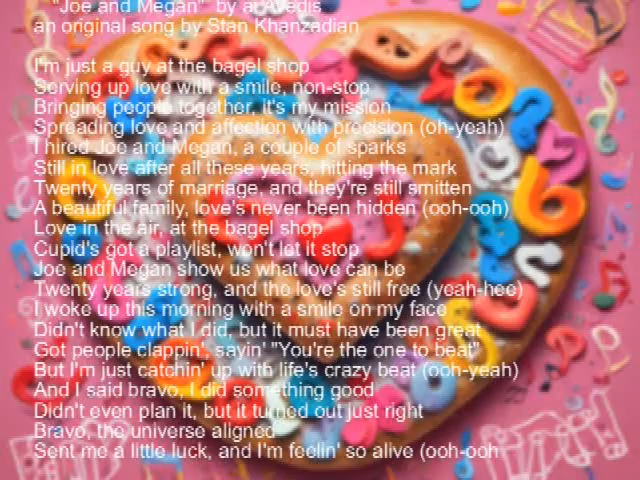 "Joe and Megan" by ai Avedis
an original song by Stan Khanzadian
I'm just a guy at the bagel shop
Serving up love with a smile, non-stop
Bringing people together, it's my mission
Spreading love and affection with precision (oh-yeah)
I hired Joe and Megan, a couple of sparks
Still in love after all these years, hitting the mark
Twenty years of marriage, and they're still smitten
A beautiful family, love's never been hidden (ooh-ooh)
Love in the air, at the bagel shop
Cupid's got a playlist, won't let it stop
Joe and Megan show us what love can be
Twenty years strong, and the love's still free (yeah-hee)
I woke up this morning with a smile on my face
Didn't know what I did, but it must have been great
Got people clappin', sayin' "You're the one to beat"
But I'm just catchin' up with life's crazy beat (ooh-yeah)
And I said bravo, I did something good
Didn't even plan it, but it turned out just right
Bravo, the universe aligned
Sent me a little luck, and I'm feelin' so alive (ooh-ooh